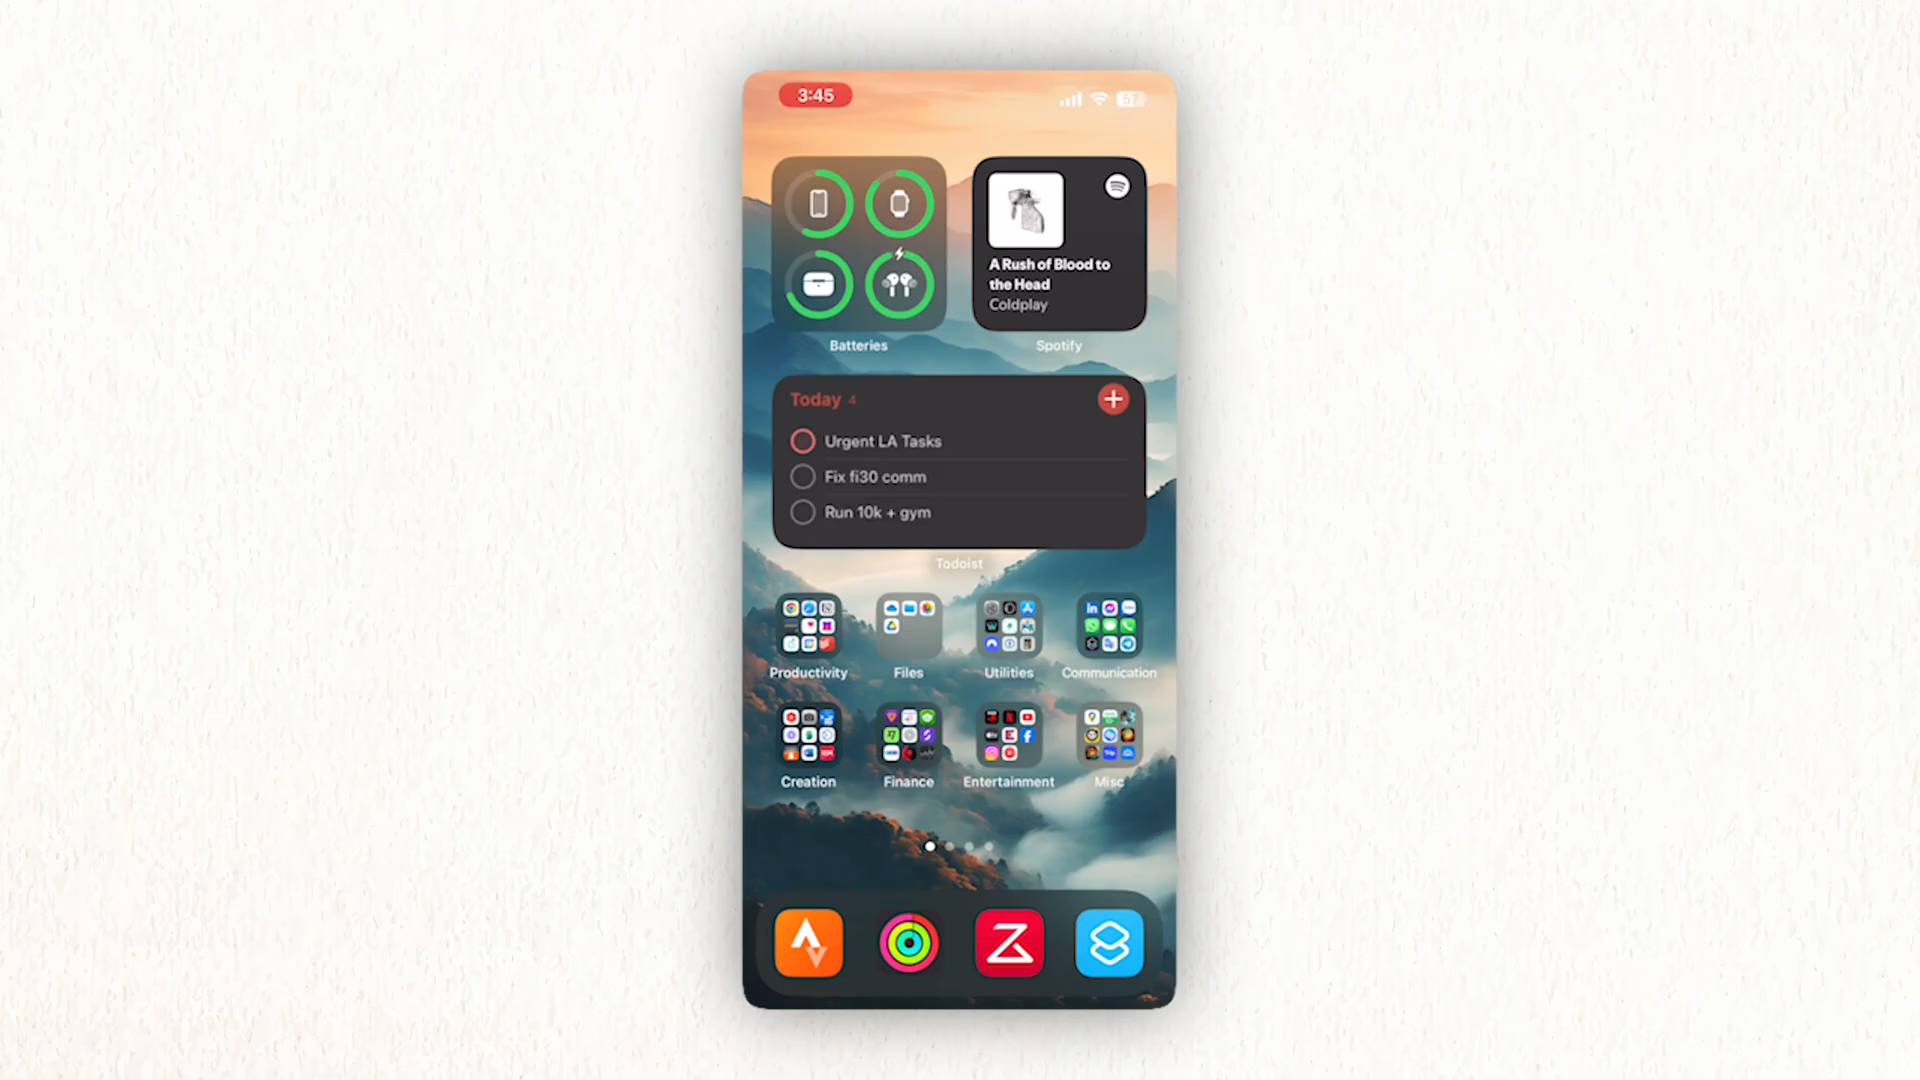 3:45
57
A Rush of Blood to
the Head
Coldplay
Batteries
Spotify
Today 4
Urgent LA Tasks
Fix fi30 comm
Run 10k + gym
Todoist
Productivity
Files
Utilities
Communication
Creation
Finance
Entertainment
Misc